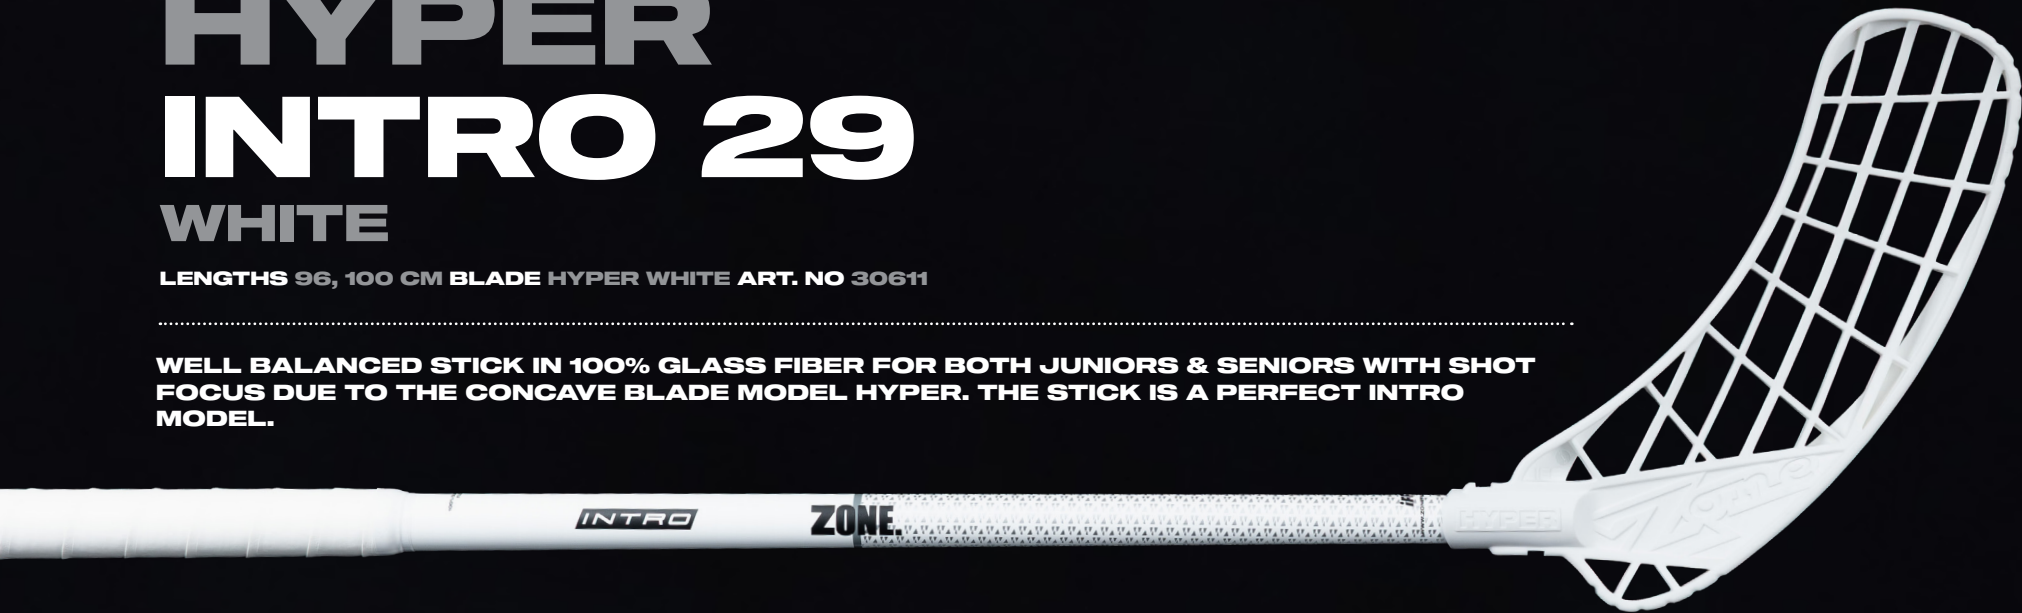 HYPER
INTRO 29
WHITE
LENGTHS 96, 100 CM BLADE HYPER WHITE ART. NO 30611
WELL BALANCED STICK IN 100% GLASS FIBER FOR BOTH JUNIORS & SENIORS WITH SHOT
FOCUS DUE TO THE CONCAVE BLADE MODEL HYPER. THE STICK IS A PERFECT INTRO
MODEL.
INTRO
ZONE.
HYPER
Zone